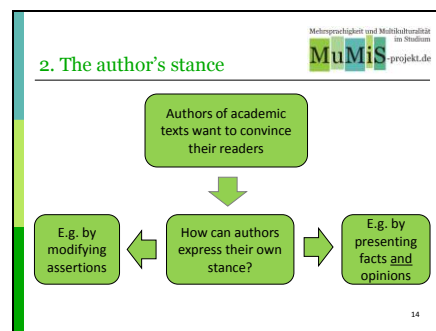 Mehrsprachigkeit und Multikulturalität
im Studium
MuMiS-projekt.de
2. The author's stance
Authors of academic
texts want to convince
their readers
E.g. by
modifying
assertions
How can authors
express their own
stance?
E.g. by
presenting
facts and
opinions
14